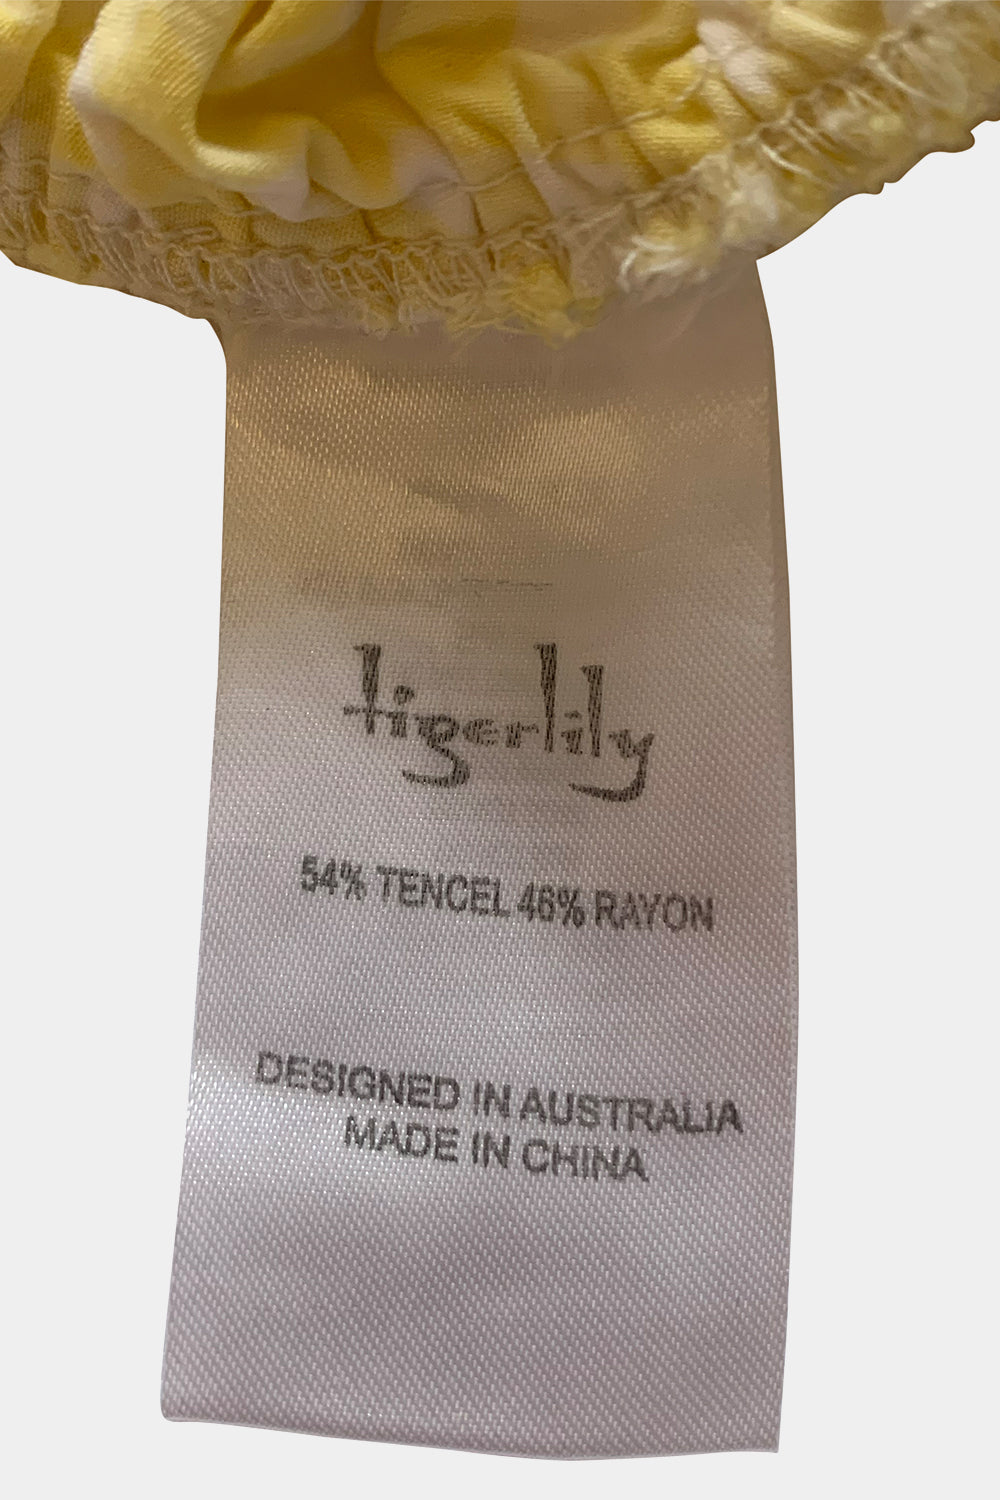 tigerlily
54% TENCEL 46% RAYON
DESIGNED IN AUSTRALIA
MADE IN CHINA